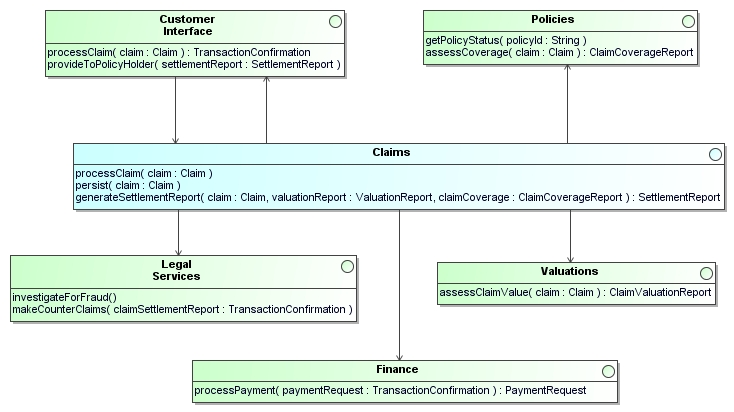 Customer
Interface
processClaim( claim : Claim ) : TransactionConfirmation
provideToPolicyHolder( settlementReport : SettlementReport )
Policies
getPolicyStatus( policyId : String )
assessCoverage( claim : Claim ) : ClaimCoverageReport
Claims
processClaim( claim : Claim )
persist( claim : Claim )
generateSettlementReport( claim : Claim, valuationReport : ValuationReport, claimCoverage : ClaimCoverageReport ) : SettlementReport
Legal
Services
investigateForFraud()
makeCounterClaims( claimSettlementReport : TransactionConfirmation )
Valuations
assessClaimValue( claim : Claim ) : ClaimValuationReport
Finance
processPayment( paymentRequest : TransactionConfirmation ) : PaymentRequest